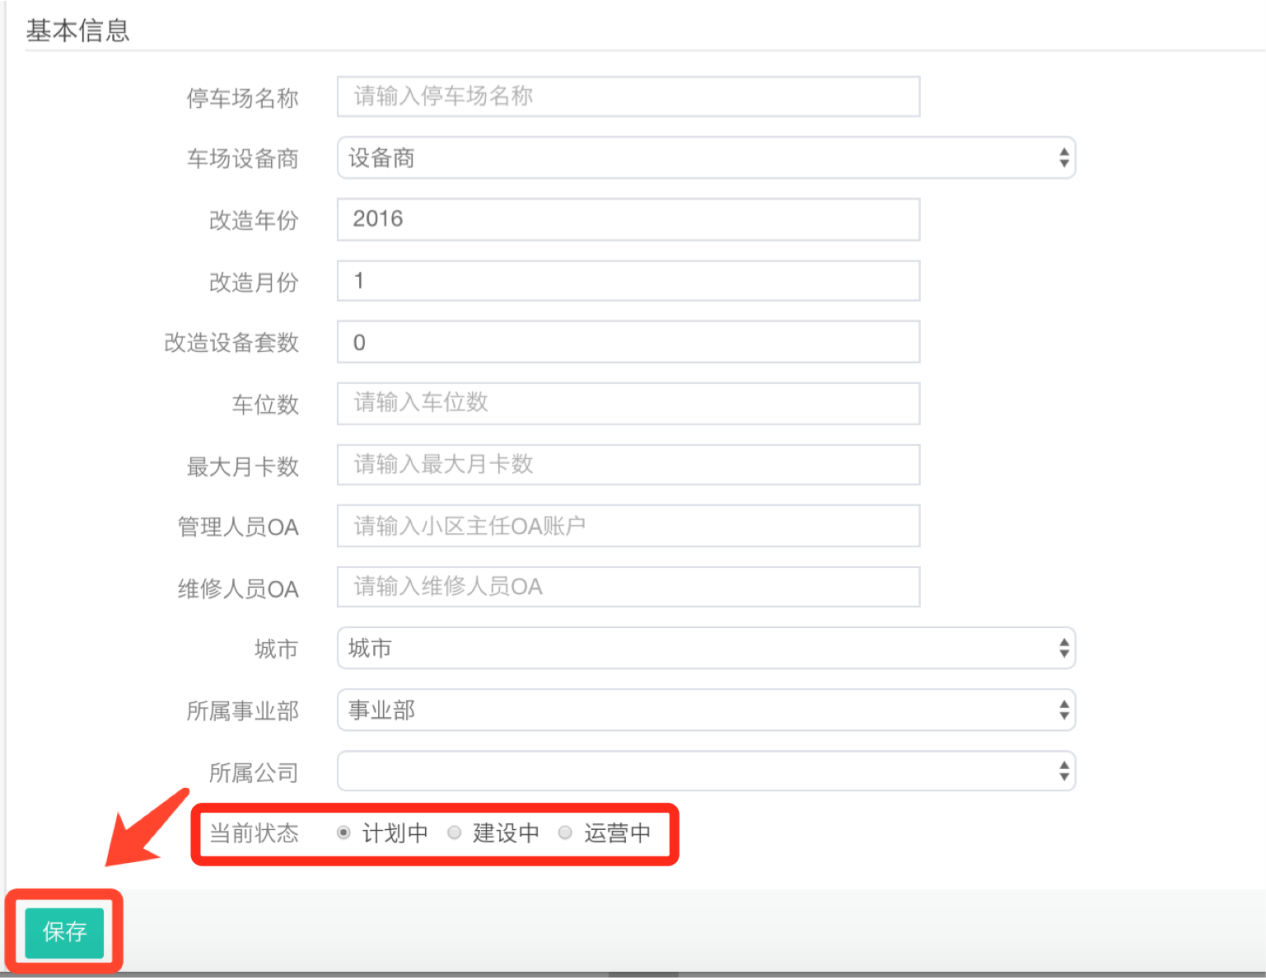 基本信息
停车场名称 请输入停车场名称
车场设备商 设备商
改造年份 2016
改造月份 1
改造设备套数 0
车位数 请输入车位数
最大月卡数 请输入最大月卡数
管理人员OA 请输入小区主任OA账户
维修人员OA 请输入维修人员OA
城市 城市
所属事业部 事业部
所属公司
当前状态 计划中 建设中 运营中
保存